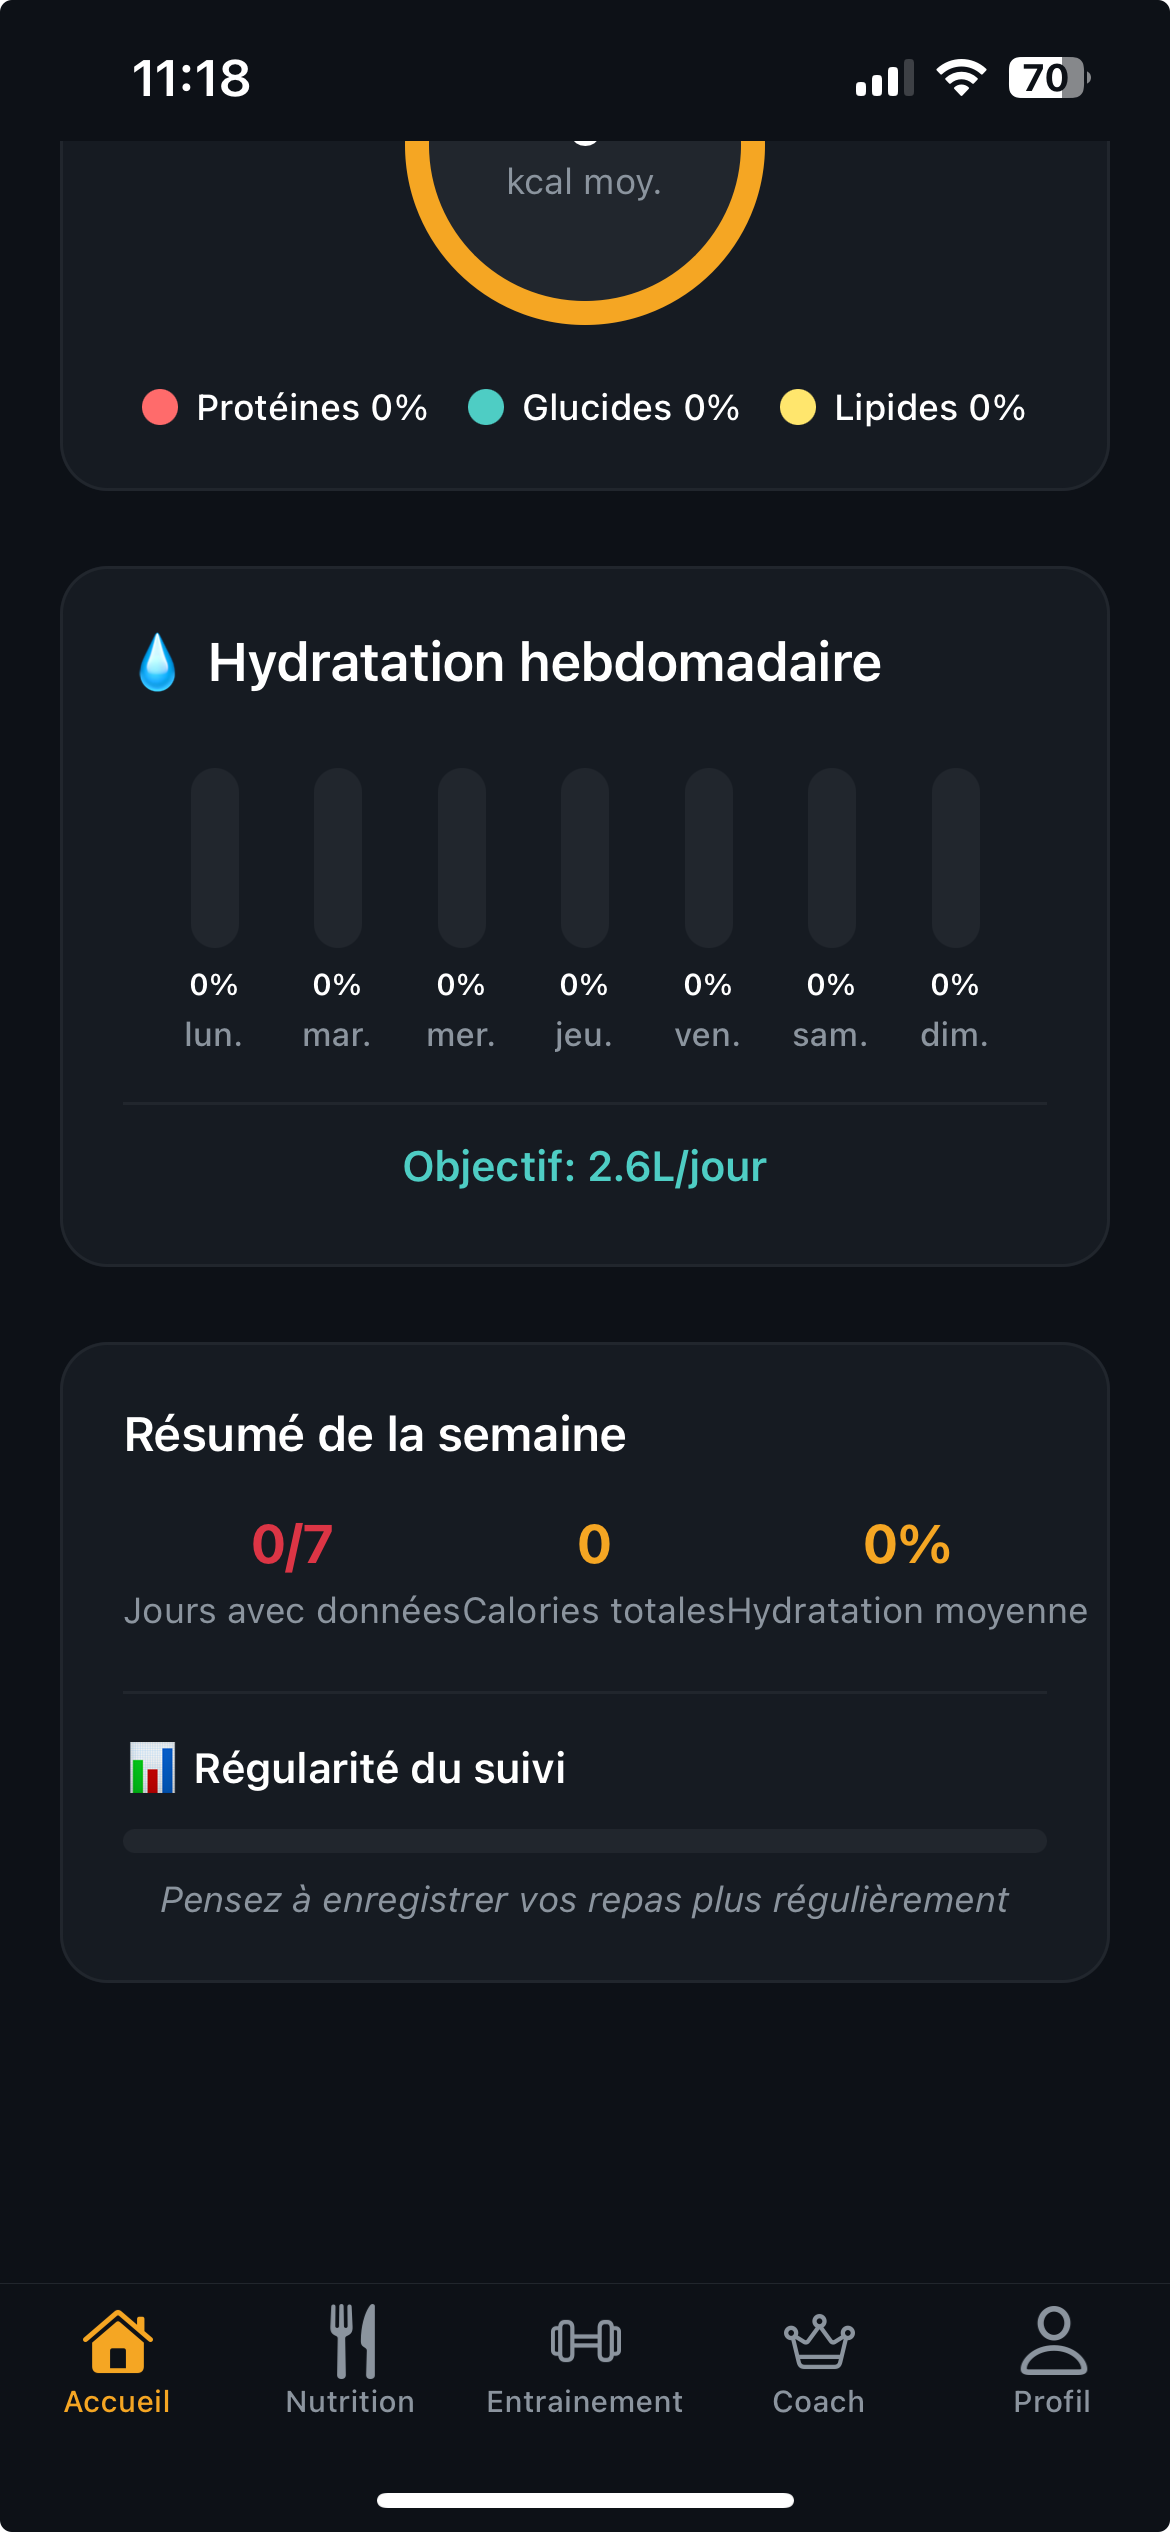 11:18
70
kcal moy.
Protéines 0% Glucides 0% Lipides 0%
Hydratation hebdomadaire
0% 0% 0% 0% 0% 0% 0%
lun. mar. mer. jeu. ven. sam. dim.
Objectif: 2.6L/jour
Résumé de la semaine
0/7 0 0%
Jours avec données Calories totales Hydratation moyenne
Régularité du suivi
Pensez à enregistrer vos repas plus régulièrement
Accueil Nutrition Entrainement Coach Profil